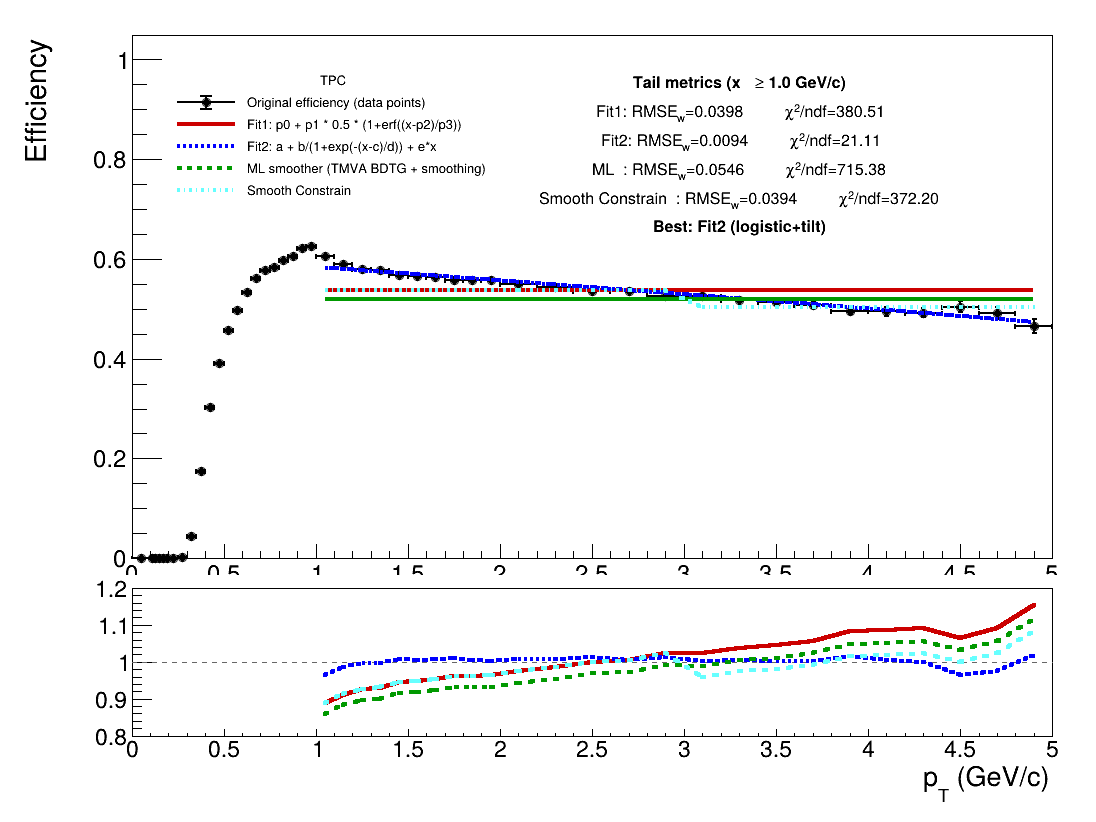 Efficiency
1
0.8
0.6
0.4
0.2
0
TPC
Original efficiency (data points)
Fit1: p0 + p1 * 0.5 * (1+erf((x-p2)/p3))
Fit2: a + b/(1+exp(-(x-c)/d)) + e*x
ML smoother (TMVA BDTG + smoothing)
Smooth Constrain
Tail metrics (x ≥ 1.0 GeV/c)
Fit1: RMSEw=0.0398 χ²/ndf=380.51
Fit2: RMSEw=0.0094 χ²/ndf=21.11
ML : RMSEw=0.0546 χ²/ndf=715.38
Smooth Constrain : RMSEw=0.0394 χ²/ndf=372.20
Best: Fit2 (logistic+tilt)
0 0.5 1 1.5 2 2.5 3 3.5 4 4.5 5
1.2
1.1
1
0.9
0.8
0 0.5 1 1.5 2 2.5 3 3.5 4 4.5 5
pT (GeV/c)